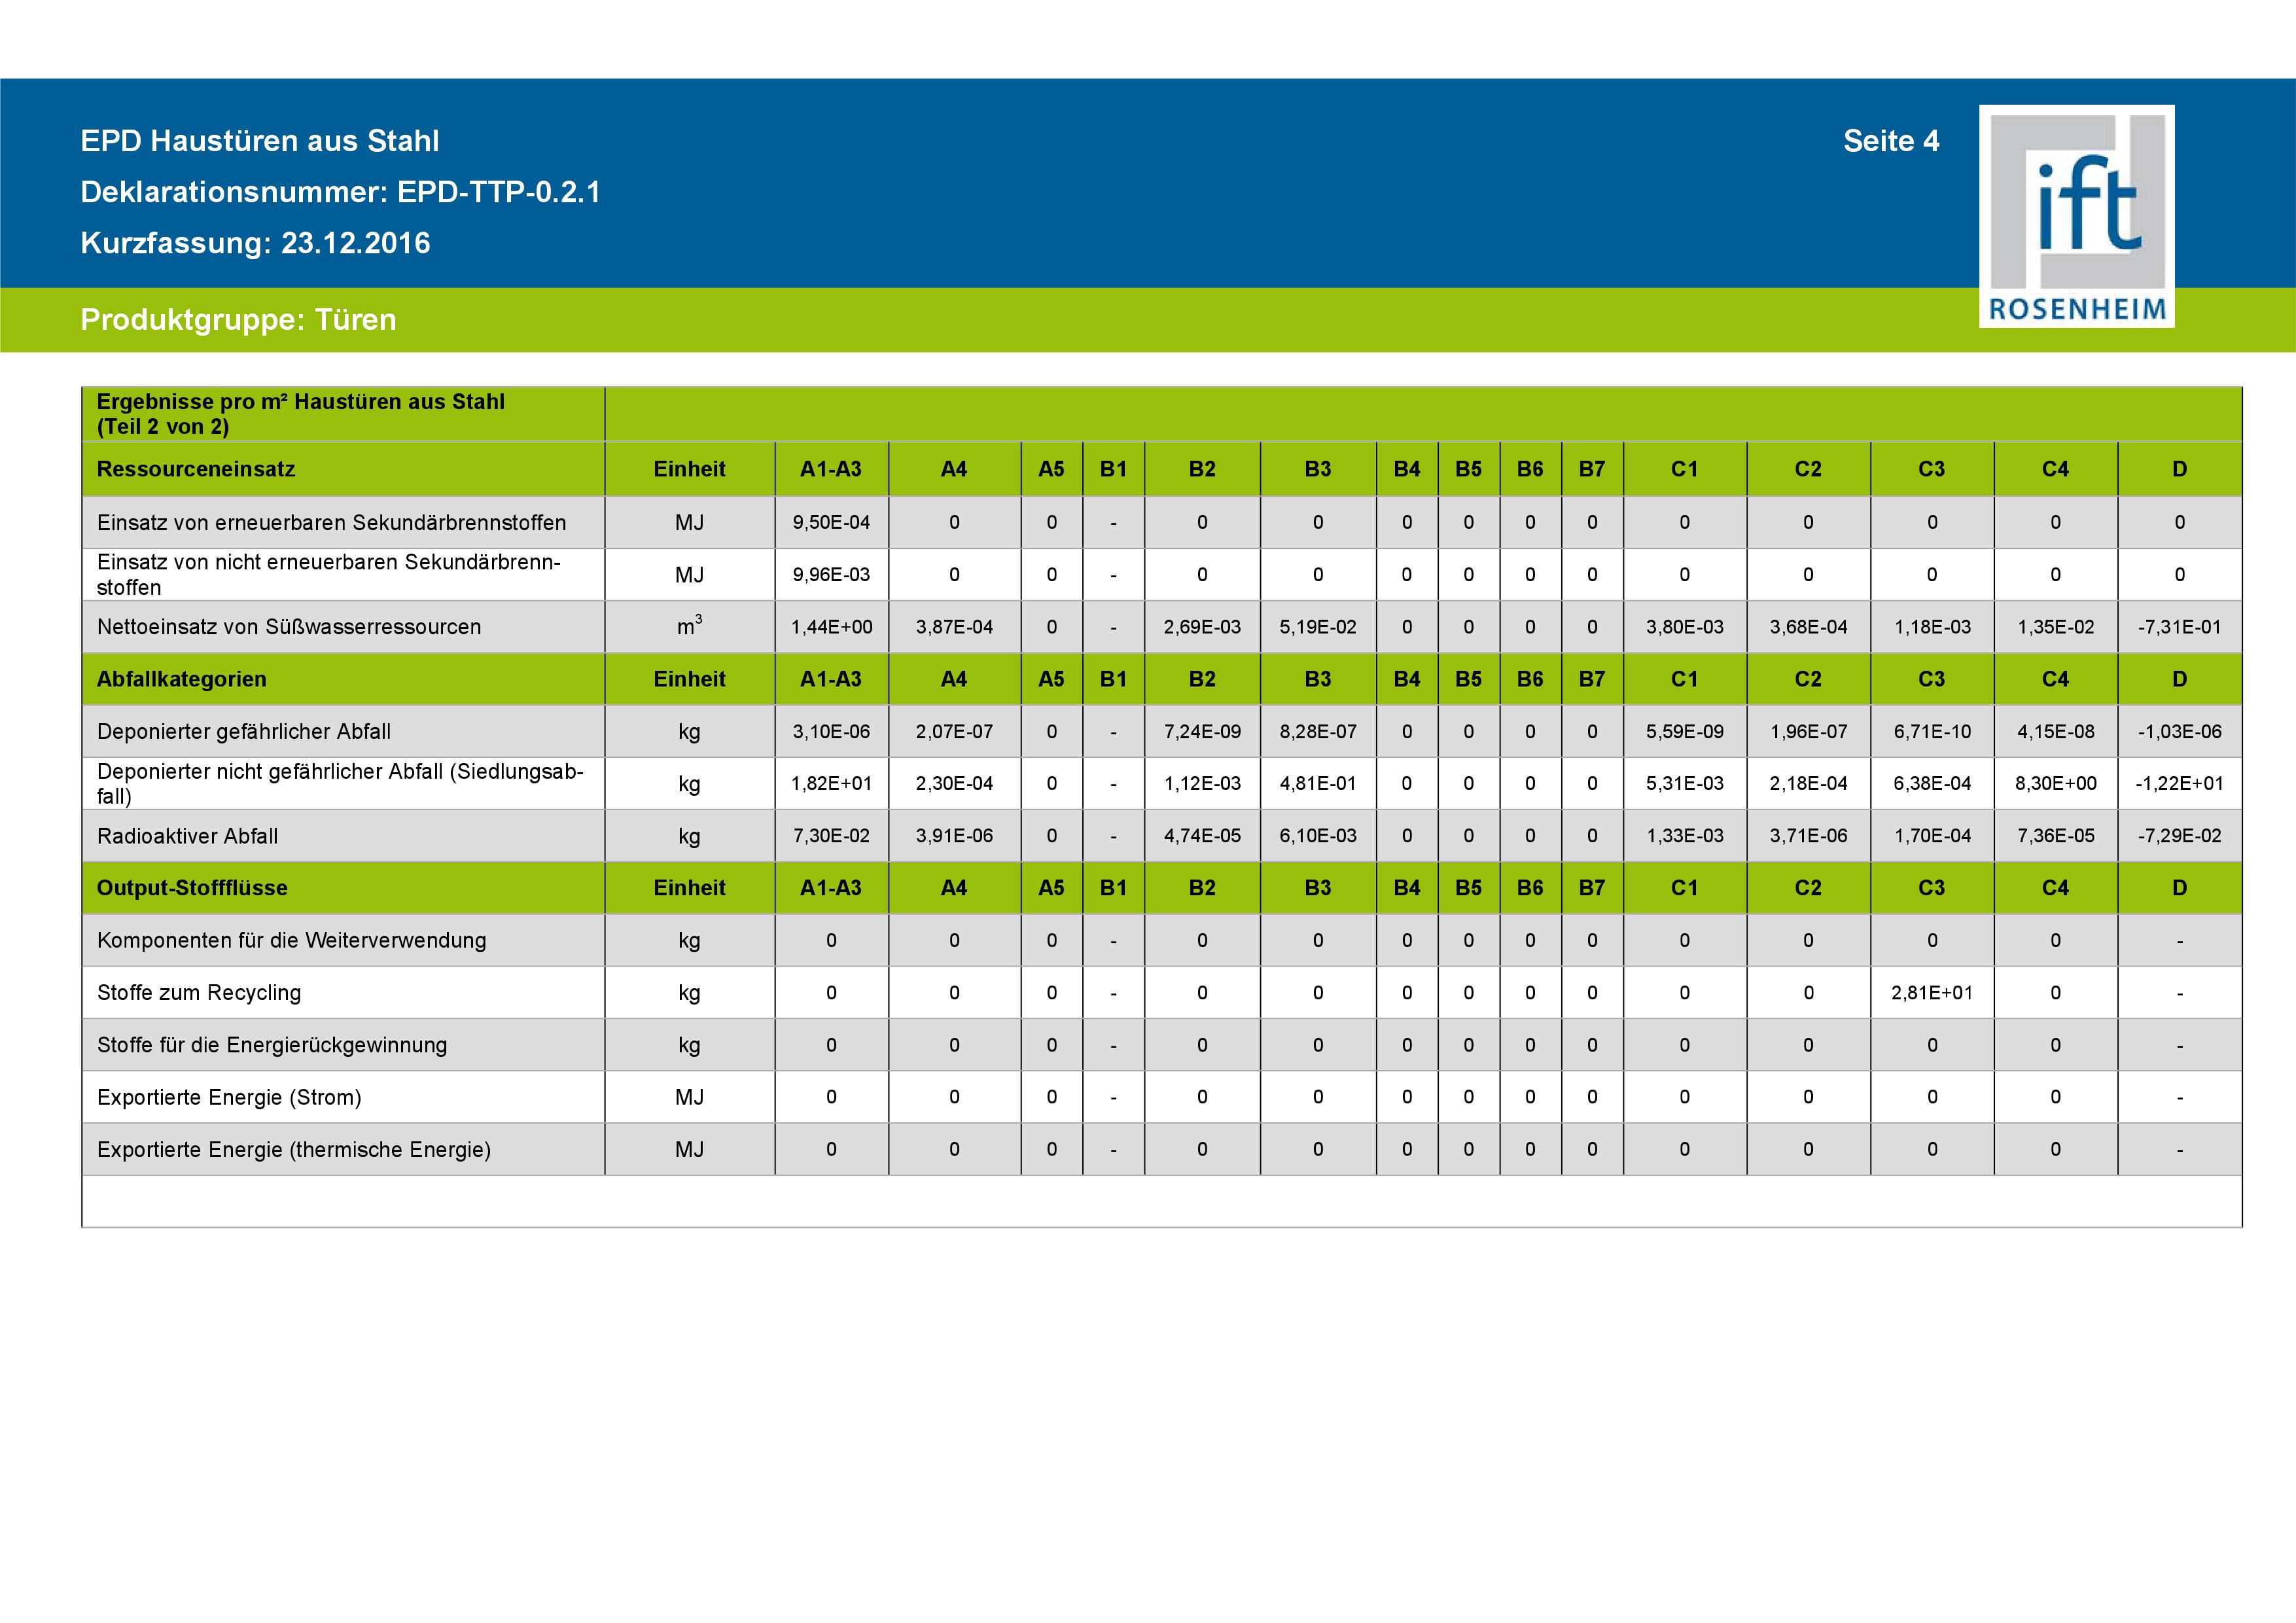 EPD Haustüren aus Stahl
Seite 4
Deklarationsnummer: EPD-TTP-0.2.1
Kurzfassung: 23.12.2016
ift
ROSENHEIM
Produktgruppe: Türen
Ergebnisse pro m² Haustüren aus Stahl
(Teil 2 von 2)
Ressourceneinsatz Einheit A1-A3 A4 A5 B1 B2 B3 B4 B5 B6 B7 C1 C2 C3 C4 D
Einsatz von erneuerbaren Sekundärbrennstoffen MJ 9,50E-04 0 0 - 0 0 0 0 0 0 0 0 0 0 0
Einsatz von nicht erneuerbaren Sekundärbrenn-
stoffen MJ 9,96E-03 0 0 - 0 0 0 0 0 0 0 0 0 0 0
Nettoeinsatz von Süßwasserressourcen m³ 1,44E+00 3,87E-04 0 - 2,69E-03 5,19E-02 0 0 0 0 3,80E-03 3,68E-04 1,18E-03 1,35E-02 -7,31E-01
Abfallkategorien Einheit A1-A3 A4 A5 B1 B2 B3 B4 B5 B6 B7 C1 C2 C3 C4 D
Deponierter gefährlicher Abfall kg 3,10E-06 2,07E-07 0 - 7,24E-09 8,28E-07 0 0 0 0 5,59E-09 1,96E-07 6,71E-10 4,15E-08 -1,03E-06
Deponierter nicht gefährlicher Abfall (Siedlungsab-
fall) kg 1,82E+01 2,30E-04 0 - 1,12E-03 4,81E-01 0 0 0 0 5,31E-03 2,18E-04 6,38E-04 8,30E+00 -1,22E+01
Radioaktiver Abfall kg 7,30E-02 3,91E-06 0 - 4,74E-05 6,10E-03 0 0 0 0 1,33E-03 3,71E-06 1,70E-04 7,36E-05 -7,29E-02
Output-Stoffflüsse Einheit A1-A3 A4 A5 B1 B2 B3 B4 B5 B6 B7 C1 C2 C3 C4 D
Komponenten für die Weiterverwendung kg 0 0 0 - 0 0 0 0 0 0 0 0 0 0 -
Stoffe zum Recycling kg 0 0 0 - 0 0 0 0 0 0 0 0 2,81E+01 0 -
Stoffe für die Energierückgewinnung kg 0 0 0 - 0 0 0 0 0 0 0 0 0 0 -
Exportierte Energie (Strom) MJ 0 0 0 - 0 0 0 0 0 0 0 0 0 0 -
Exportierte Energie (thermische Energie) MJ 0 0 0 - 0 0 0 0 0 0 0 0 0 0 -